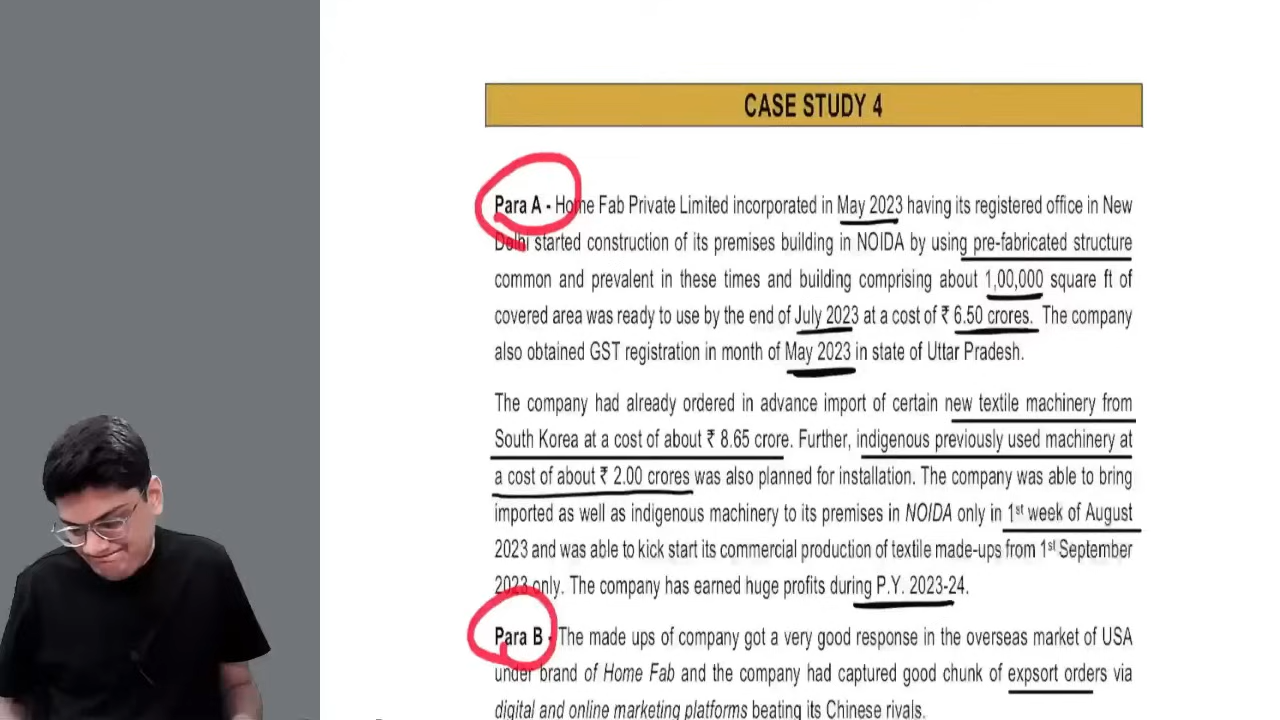 CASE STUDY 4
Para A - Home Fab Private Limited incorporated in May 2023 having its registered office in New
Delhi started construction of its premises building in NOIDA by using pre-fabricated structure
common and prevalent in these times and building comprising about 1,00,000 square ft of
covered area was ready to use by the end of July 2023 at a cost of ₹ 6.50 crores. The company
also obtained GST registration in month of May 2023 in state of Uttar Pradesh.
The company had already ordered in advance import of certain new textile machinery from
South Korea at a cost of about ₹ 8.65 crore. Further, indigenous previously used machinery at
a cost of about ₹ 2.00 crores was also planned for installation. The company was able to bring
imported as well as indigenous machinery to its premises in NOIDA only in 1st week of August
2023 and was able to kick start its commercial production of textile made-ups from 1st September
2023 only. The company has earned huge profits during P.Y. 2023-24.
Para B - The made ups of company got a very good response in the overseas market of USA
under brand of Home Fab and the company had captured good chunk of expsort orders via
digital and online marketing platforms beating its Chinese rivals.